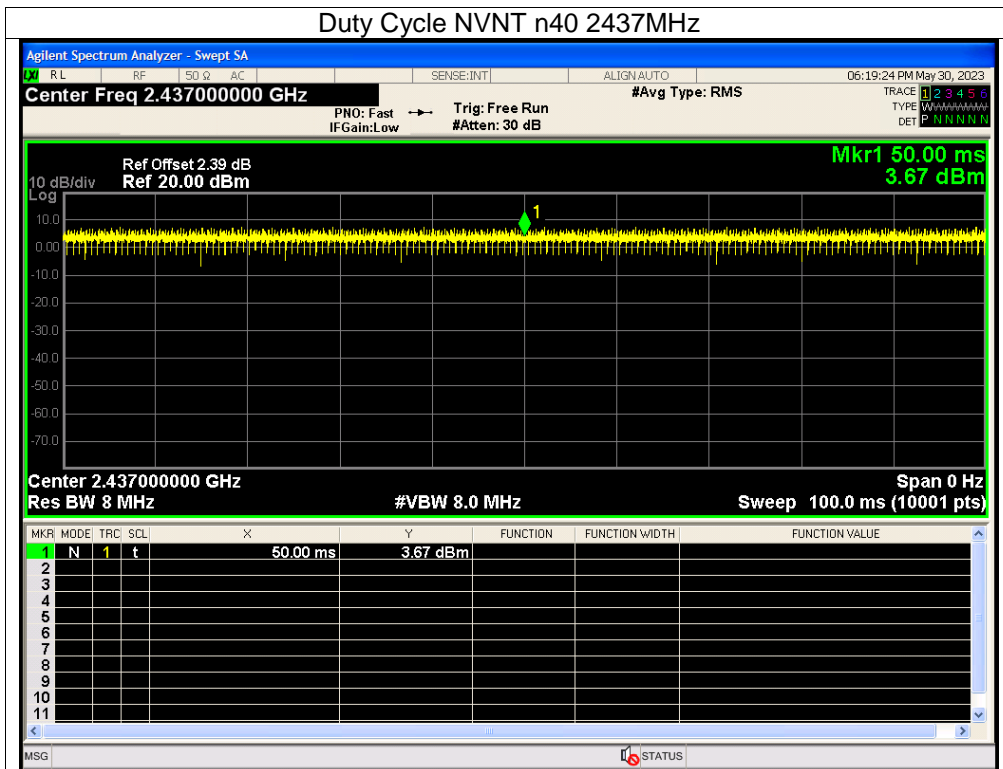 Duty Cycle NVNT n40 2437MHz
Agilent Spectrum Analyzer - Swept SA
LXI RL RF 50 Ω AC SENSE:INT ALIGN AUTO 06:19:24 PM May 30, 2023
Center Freq 2.437000000 GHz #Avg Type: RMS TRACE 1 2 3 4 5 6
PNO: Fast Trig: Free Run TYPE W
IFGain:Low #Atten: 30 dB DET P N N N N N
Mkr1 50.00 ms
Ref Offset 2.39 dB
10 dB/div Ref 20.00 dBm 3.67 dBm
Log
1
10.0
0.00
-10.0
-20.0
-30.0
-40.0
-50.0
-60.0
-70.0
Center 2.437000000 GHz Span 0 Hz
Res BW 8 MHz #VBW 8.0 MHz Sweep 100.0 ms (10001 pts)
MKR MODE TRC SCL X Y FUNCTION FUNCTION WIDTH FUNCTION VALUE
1 N 1 t 50.00 ms 3.67 dBm
2
3
4
5
6
7
8
9
10
11
MSG STATUS